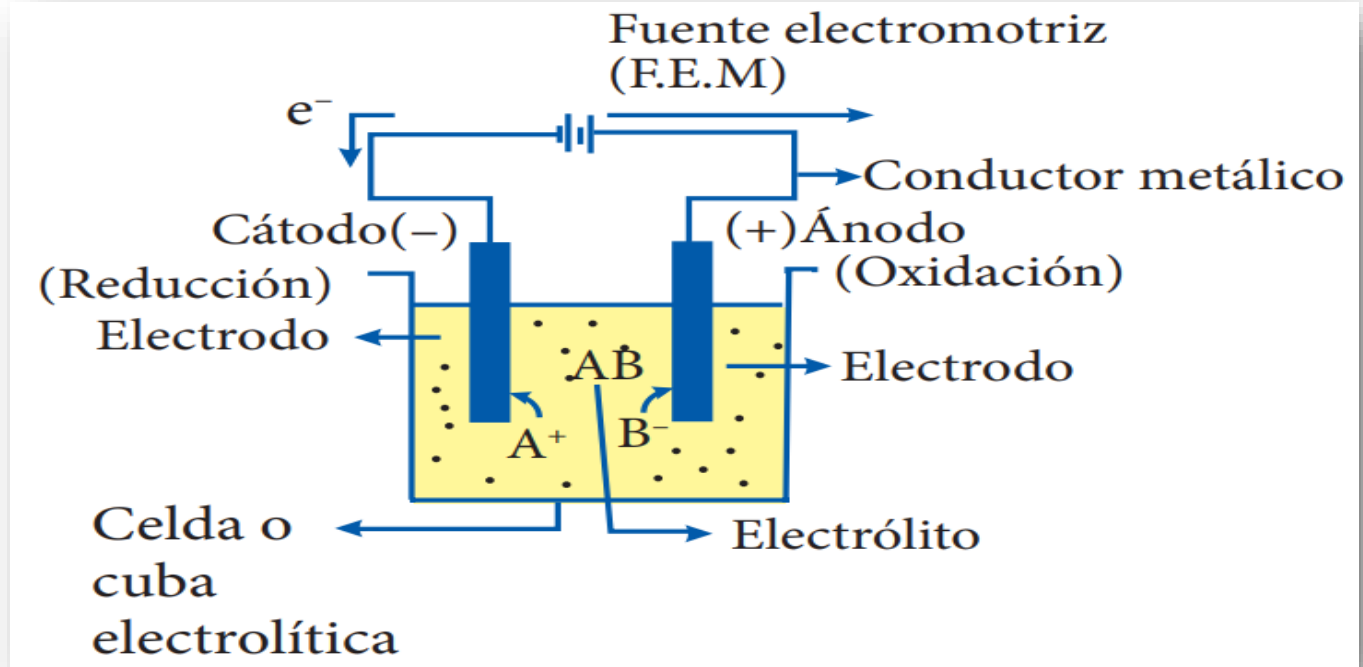 Fuente electromotriz
(F.E.M)
e⁻
Conductor metálico
Cátodo(–)
(+)Ánodo
(Reducción)
(Oxidación)
Electrodo
AB
Electrodo
A⁺
B⁻
Celda o
cuba
electrolítica
Electrólito